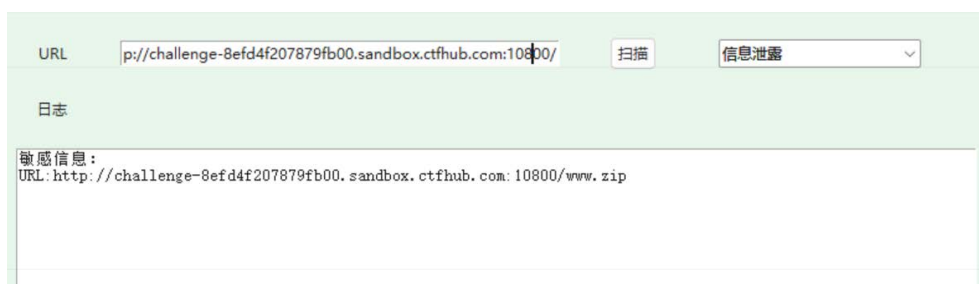 URL p://challenge-8efd4f207879fb00.sandbox.ctfhub.com:10800/ 扫描 信息泄露
日志
敏感信息:
URL:http://challenge-8efd4f207879fb00.sandbox.ctfhub.com:10800/www.zip